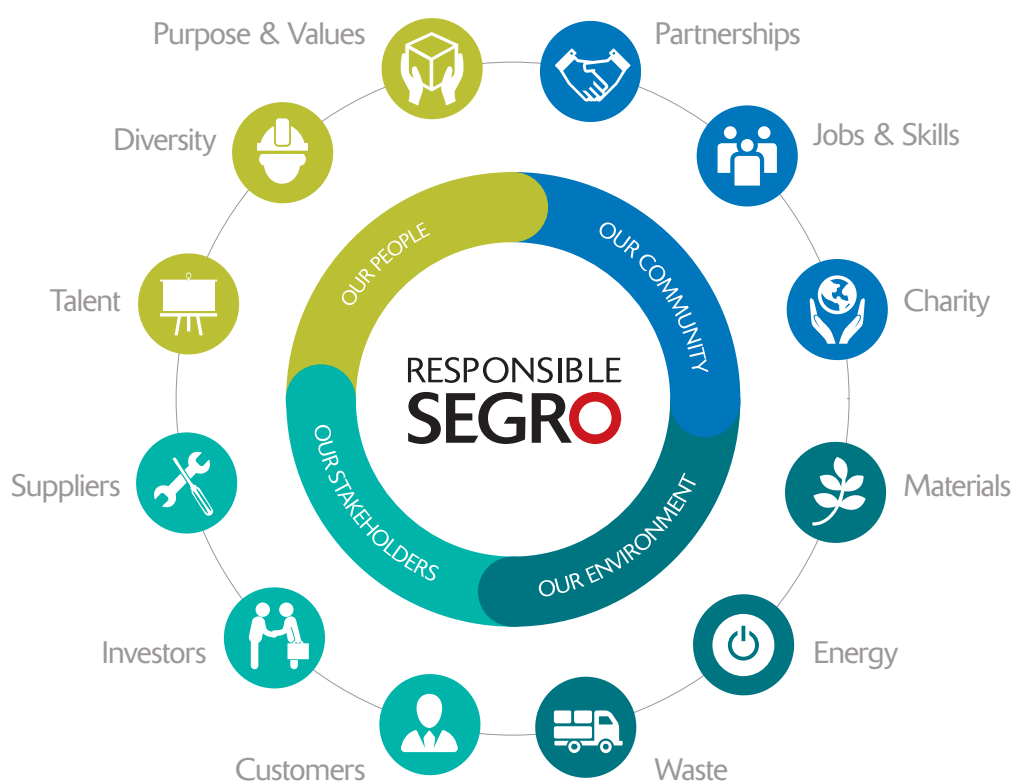 Purpose & Values
Partnerships
Diversity
Jobs & Skills
Talent
Charity
OUR PEOPLE
OUR COMMUNITY
RESPONSIBLE
SEGRO
OUR STAKEHOLDERS
OUR ENVIRONMENT
Suppliers
Materials
Investors
Energy
Customers
Waste